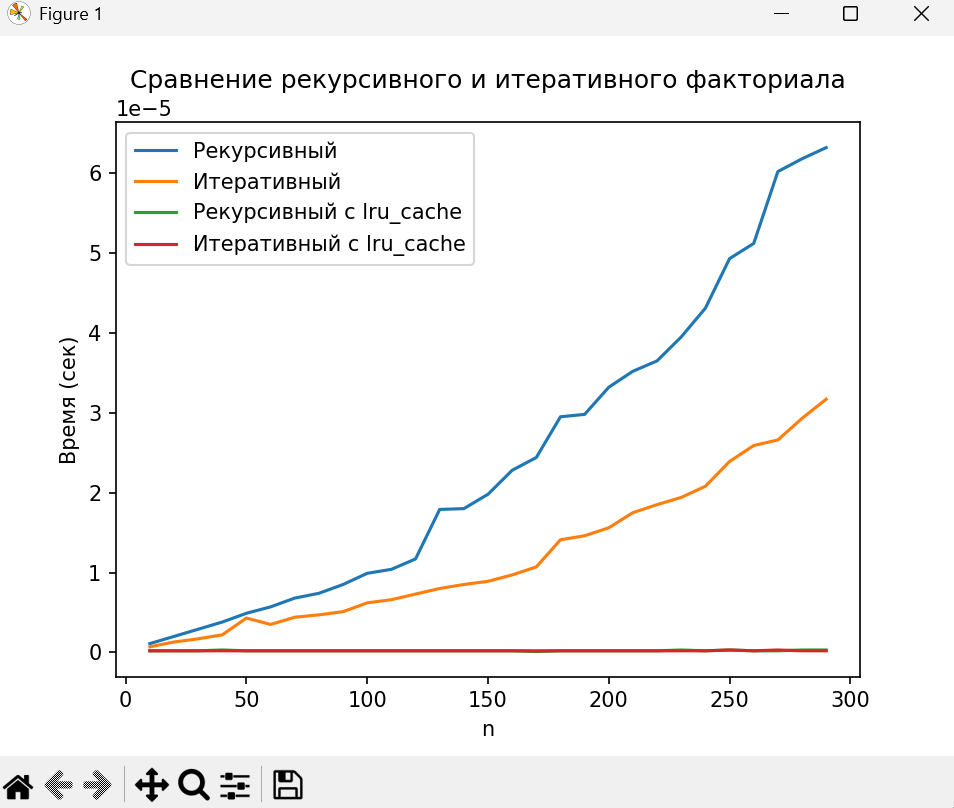 Figure 1
Сравнение рекурсивного и итеративного факториала
1e−5
Рекурсивный
Итеративный
Рекурсивный с lru_cache
Итеративный с lru_cache
6
5
4
3
2
1
0
Время (сек)
0 50 100 150 200 250 300
n